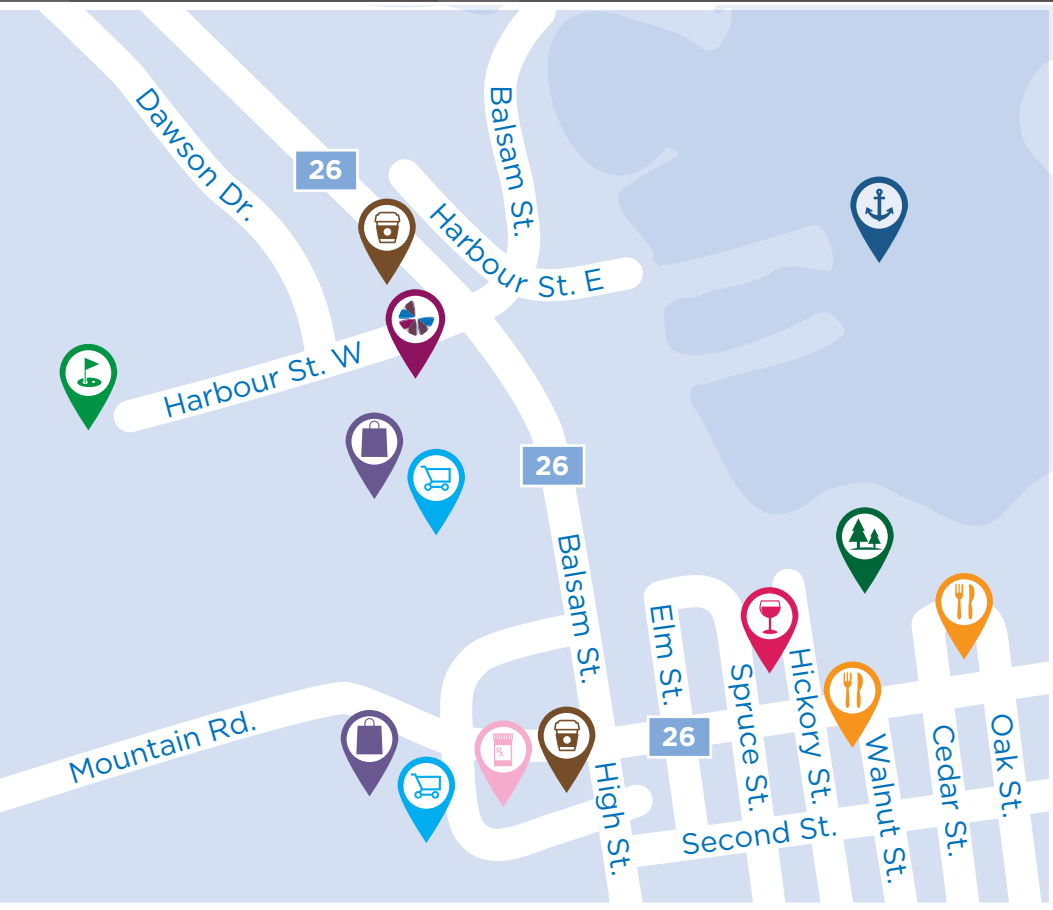 Dawson Dr.
26
Balsam St.
Harbour St. E
Harbour St. W
26
Balsam St.
Elm St.
Spruce St.
Hickory St.
Mountain Rd.
26
Rx
High St.
Second St.
Walnut St.
Cedar St.
Oak St.